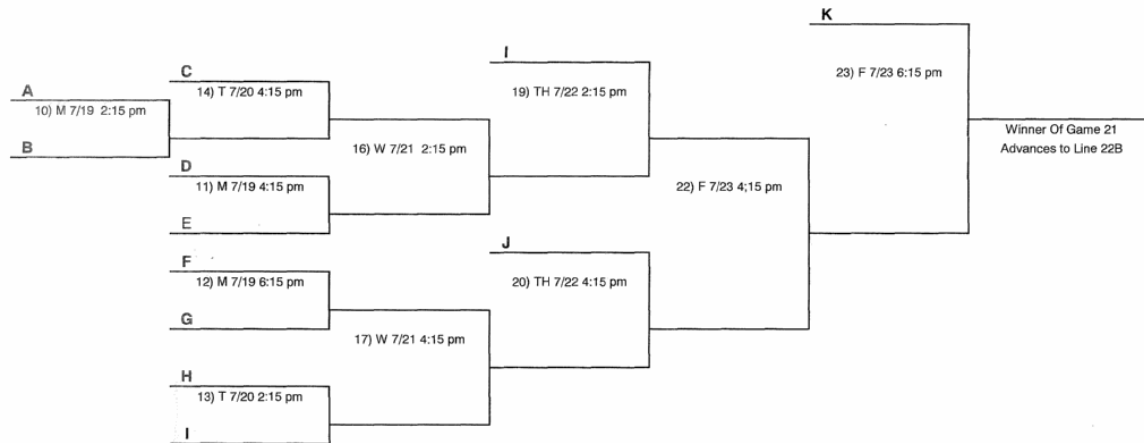 K
I
23) F 7/23 6:15 pm
C
19) TH 7/22 2:15 pm
A
14) T 7/20 4:15 pm
10) M 7/19 2:15 pm
Winner Of Game 21
Advances to Line 22B
B
16) W 7/21 2:15 pm
D
11) M 7/19 4:15 pm
22) F 7/23 4;15 pm
E
J
F
12) M 7/19 6:15 pm
20) TH 7/22 4:15 pm
G
17) W 7/21 4:15 pm
H
13) T 7/20 2:15 pm
I